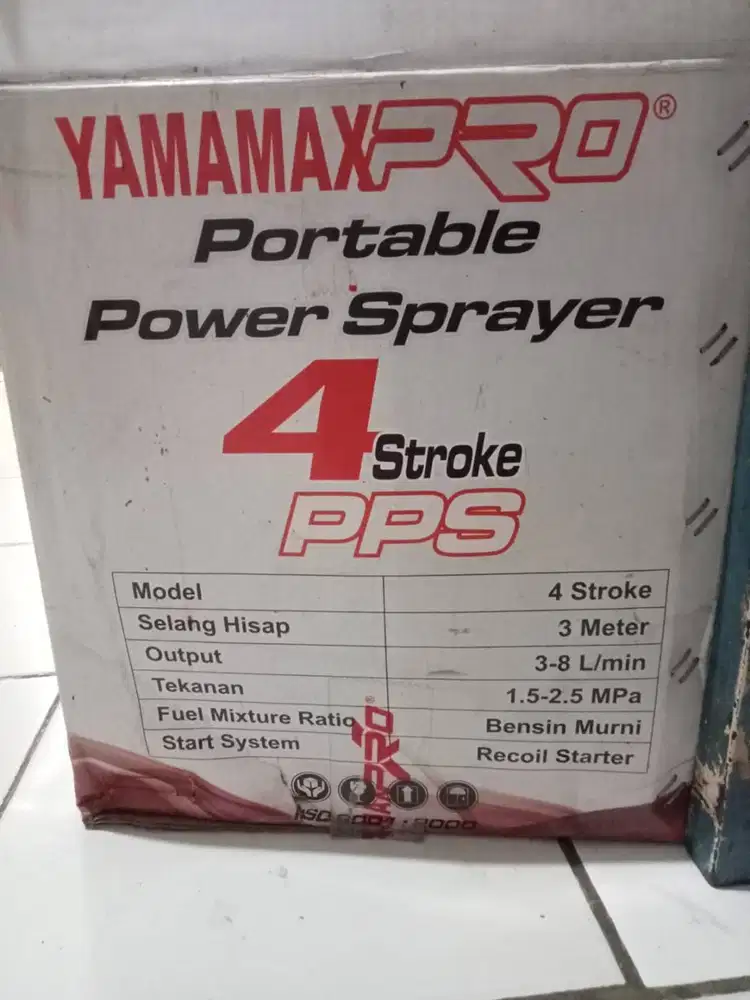 YAMAMAXPRO®
Portable
Power Sprayer
4 Stroke
PPS
Model 4 Stroke
Selang Hisap 3 Meter
Output 3-8 L/min
Tekanan 1.5-2.5 MPa
Fuel Mixture Ratio Bensin Murni
Start System Recoil Starter
PRO®